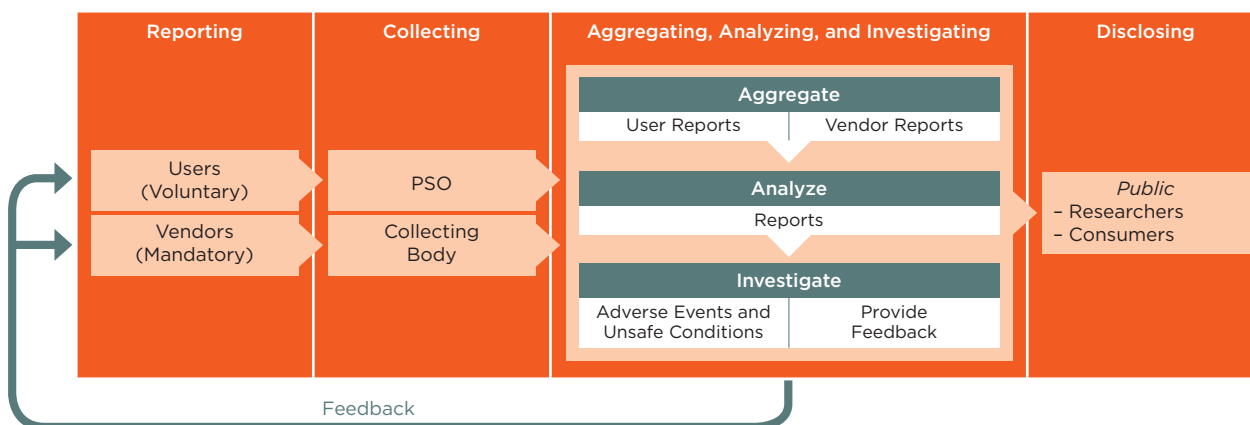 Reporting
Collecting
Aggregating, Analyzing, and Investigating
Disclosing
Users
(Voluntary)
Vendors
(Mandatory)
PSO
Collecting
Body
Aggregate
User Reports
Vendor Reports
Analyze
Reports
Investigate
Adverse Events and
Unsafe Conditions
Provide
Feedback
Public
– Researchers
– Consumers
Feedback